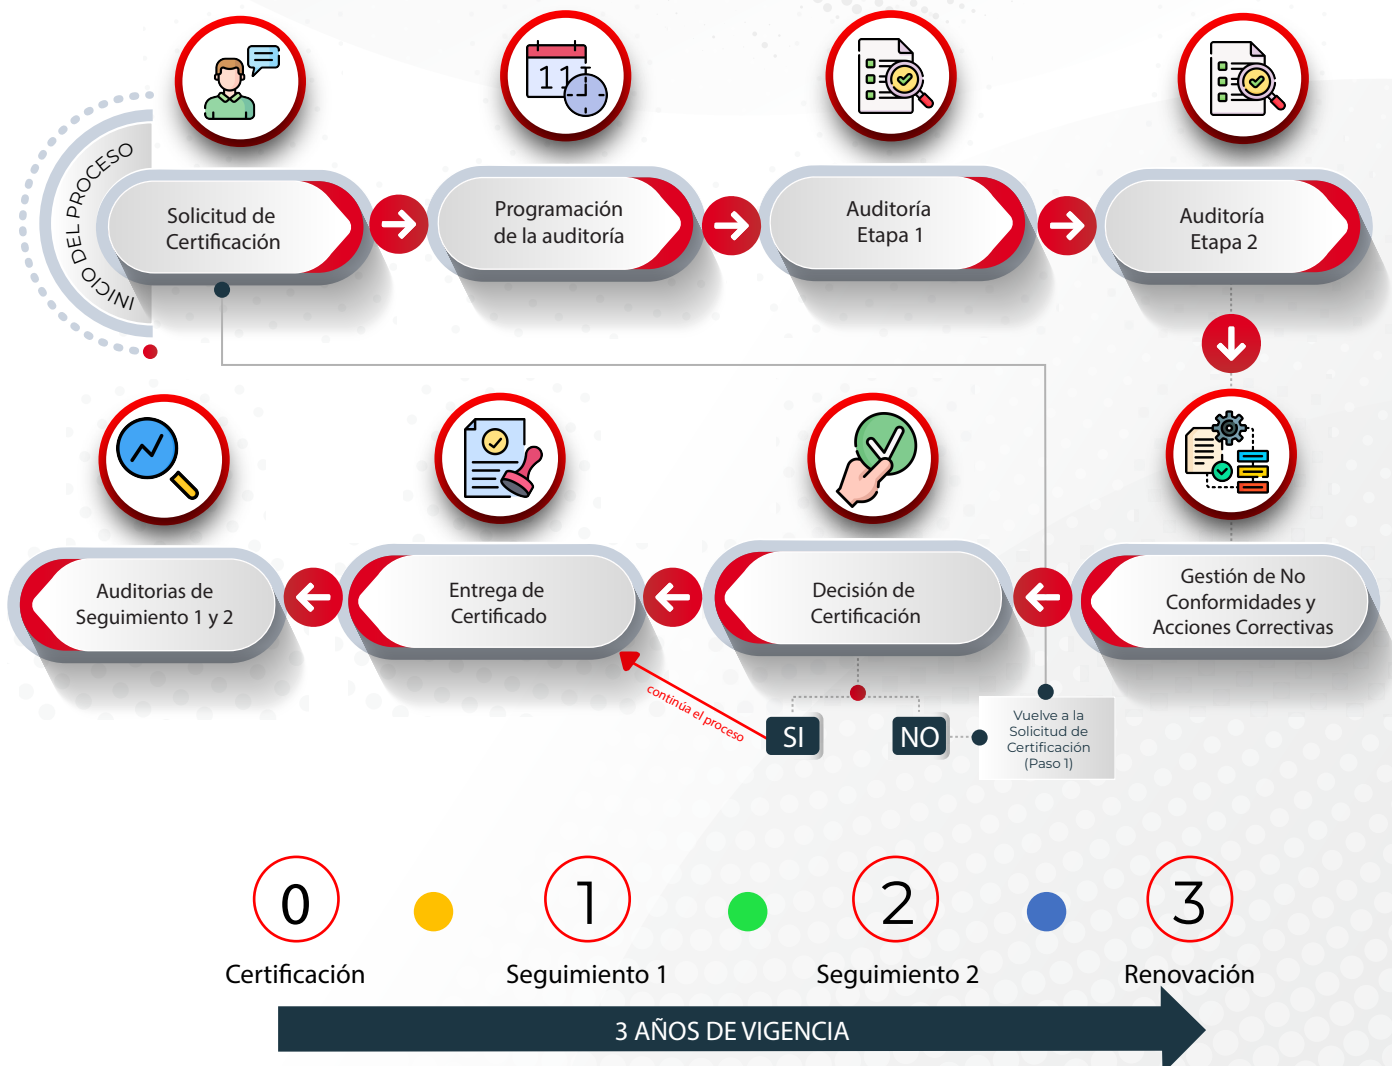 INICIO DEL PROCESO
Solicitud de
Certificación
11
Programación
de la auditoría
Auditoría
Etapa 1
Auditoría
Etapa 2
Auditorias de
Seguimiento 1 y 2
Entrega de
Certificado
Decisión de
Certificación
Gestión de No
Conformidades y
Acciones Correctivas
continúa el proceso
SI
NO
Vuelve a la
Solicitud de
Certificación
(Paso 1)
0
1
2
3
Certificación
Seguimiento 1
Seguimiento 2
Renovación
3 AÑOS DE VIGENCIA